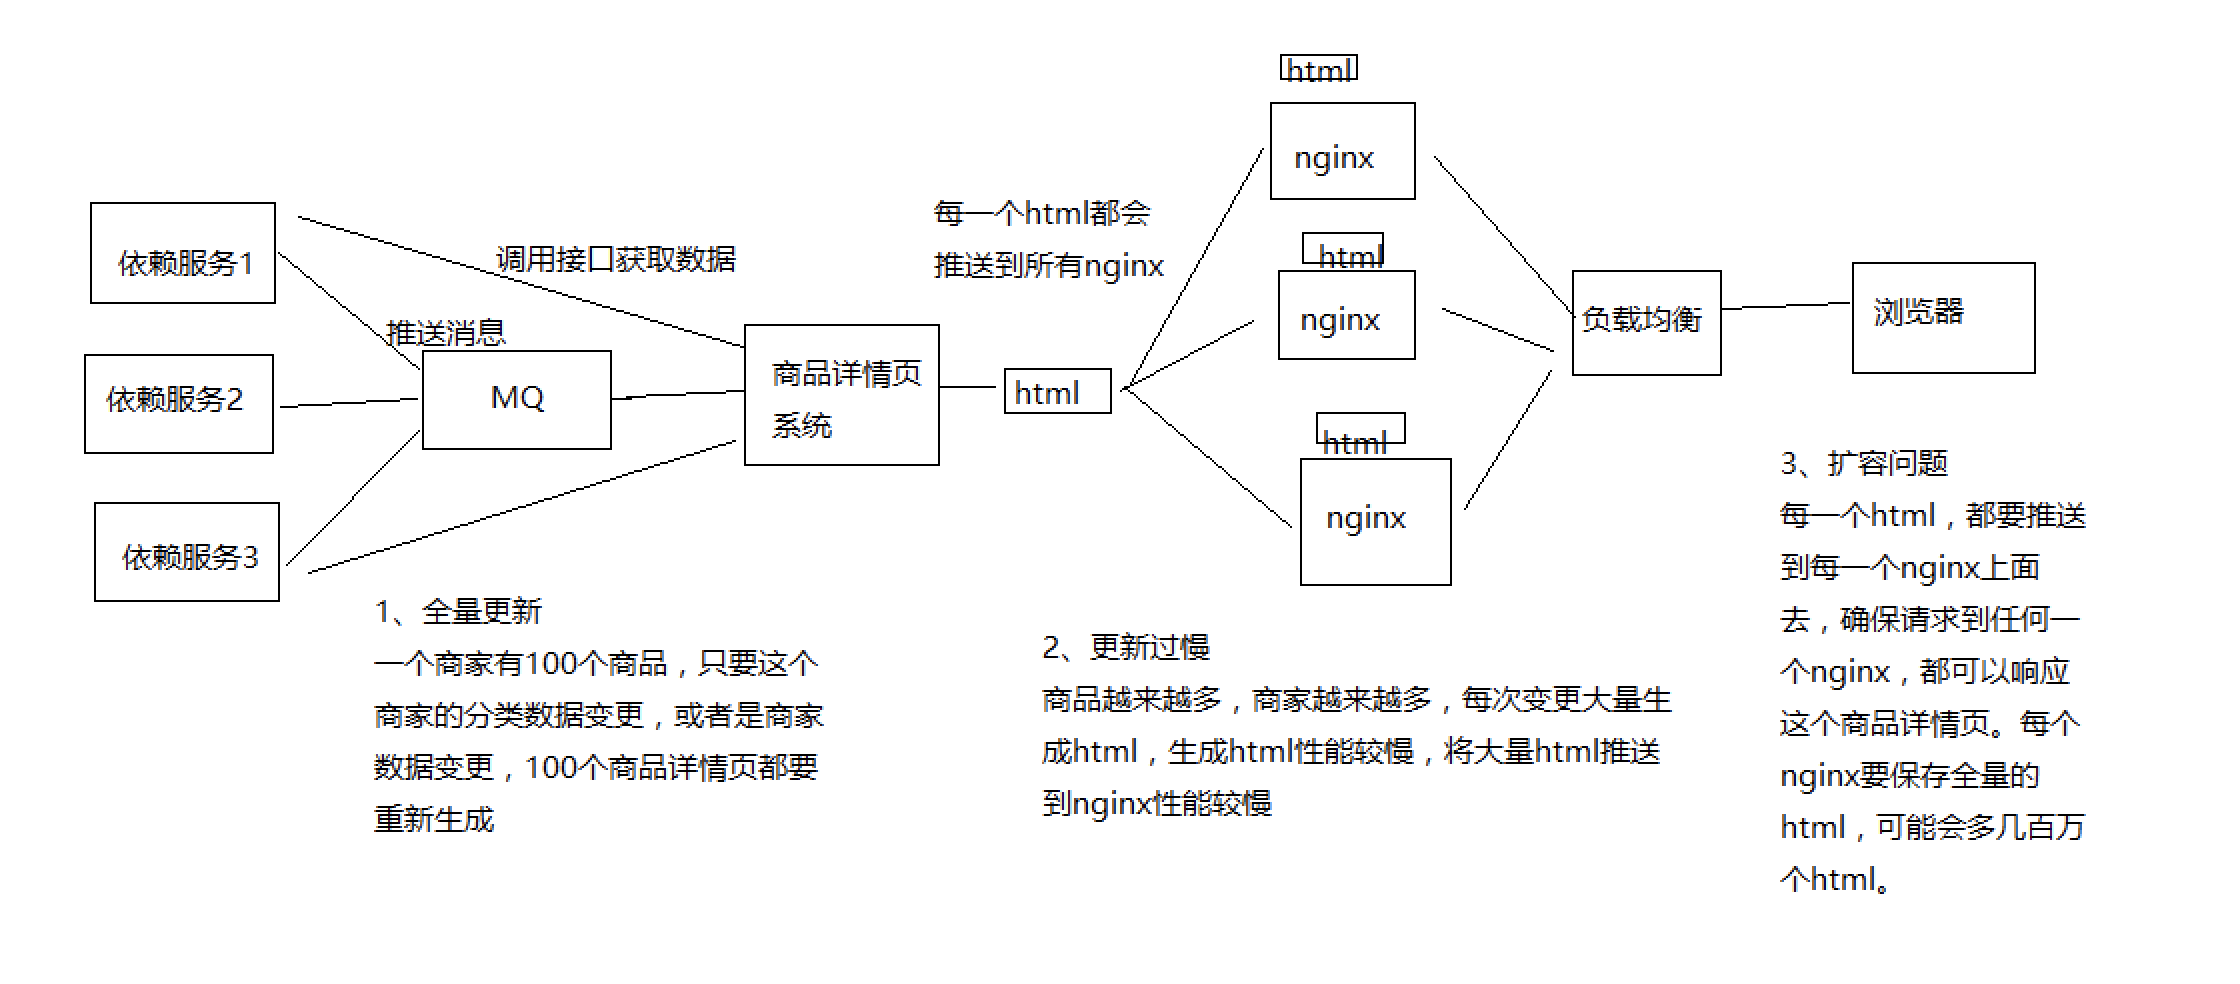 html
nginx
每一个html都会
推送到所有nginx
依赖服务1
调用接口获取数据
html
nginx
负载均衡
浏览器
推送消息
依赖服务2
MQ
商品详情页
系统
html
html
nginx
依赖服务3
1、全量更新
一个商家有100个商品，只要这个
商家的分类数据变更，或者是商家
数据变更，100个商品详情页都要
重新生成
2、更新过慢
商品越来越多，商家越来越多，每次变更大量生
成html，生成html性能较慢，将大量html推送
到nginx性能较慢
3、扩容问题
每一个html，都要推送
到每一个nginx上面
去，确保请求到任何一
个nginx，都可以响应
这个商品详情页。每个
nginx要保存全量的
html，可能会多几百万
个html。